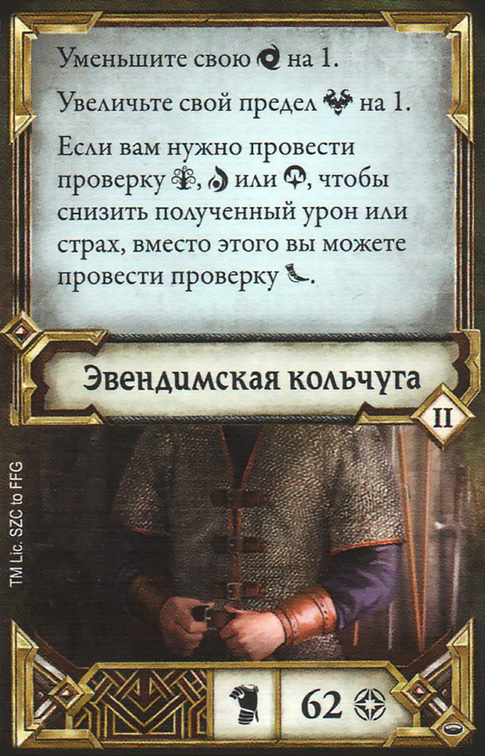 Уменьшите свою на 1.
Увеличьте свой предел на 1.
Если вам нужно провести
проверку , или , чтобы
снизить полученный урон или
страх, вместо этого вы можете
провести проверку .
Эвендимская кольчуга
II
TM Lic. SZC to FFG
62